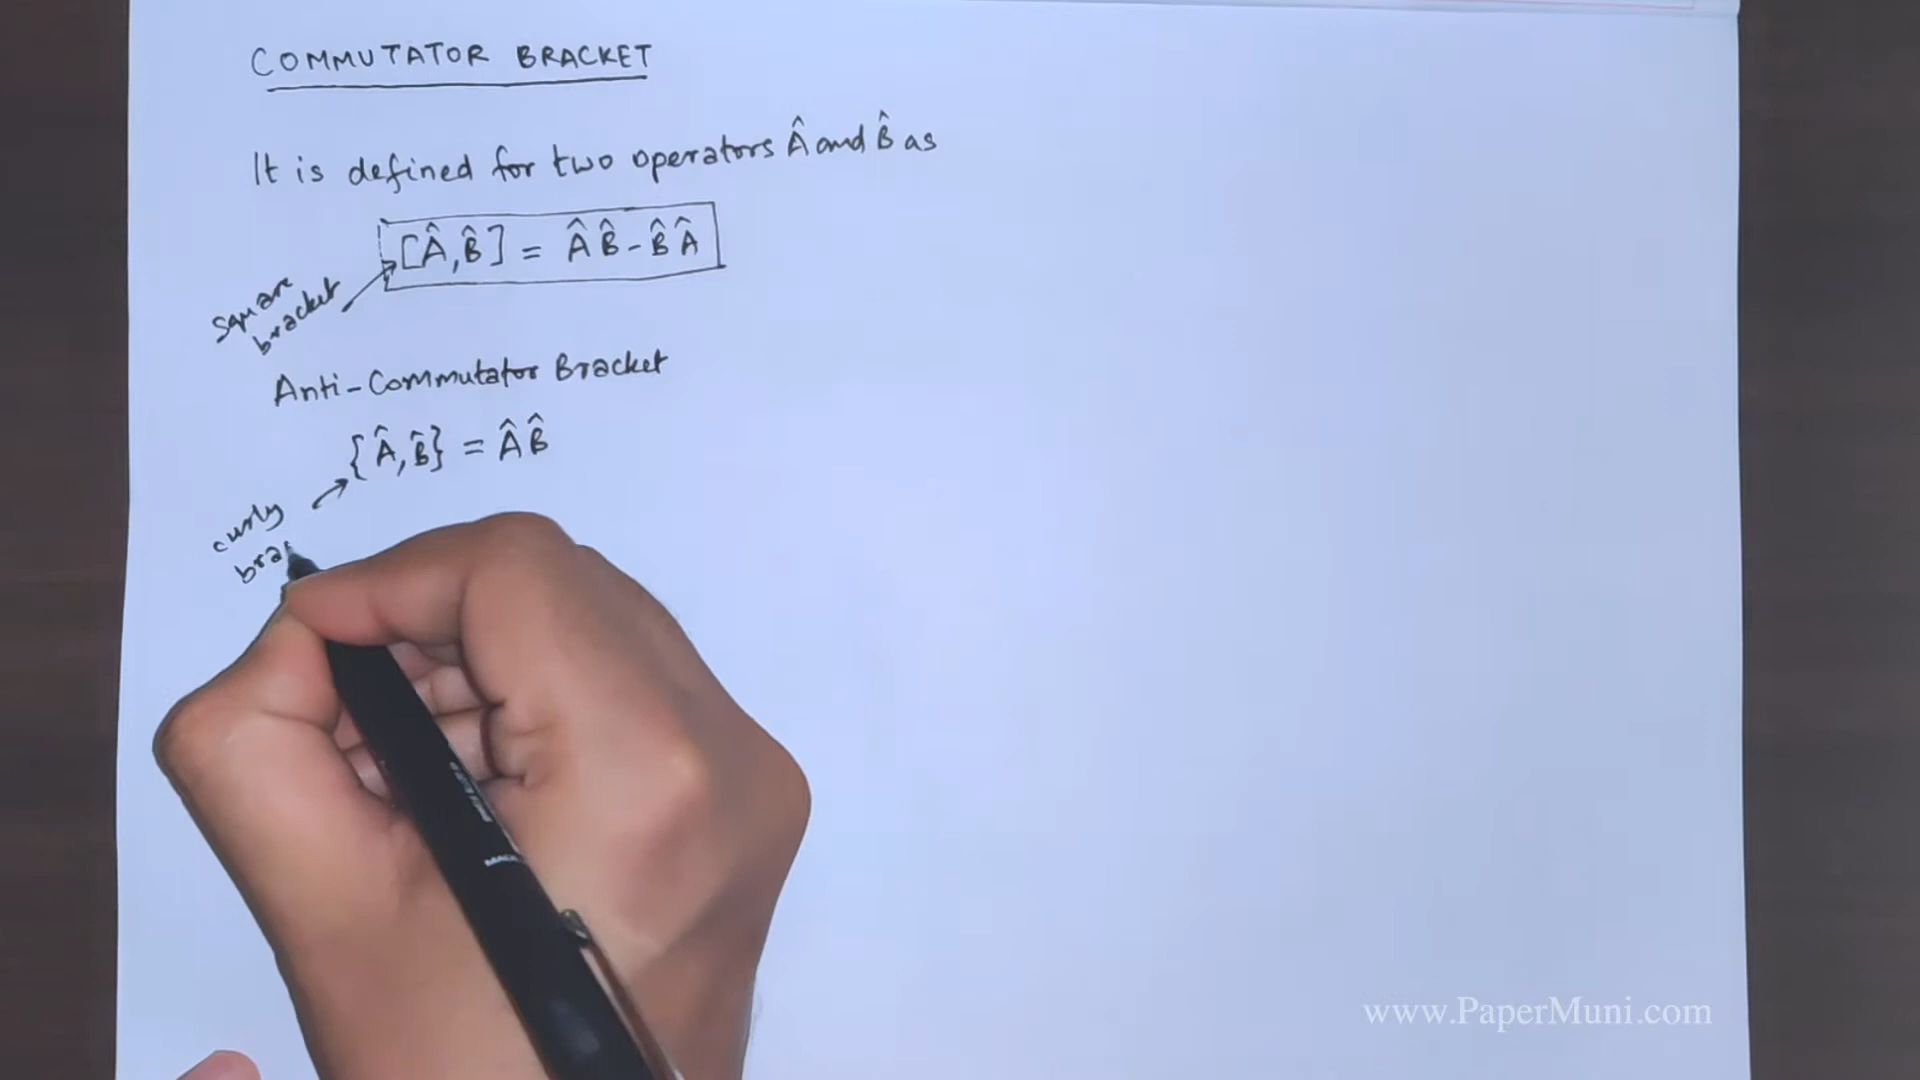 COMMUTATOR BRACKET
It is defined for two operators Â and B̂ as
[Â,B̂] = ÂB̂-B̂Â
square
bracket
Anti-Commutator Bracket
{Â,B̂} = ÂB̂
curly
bra
www.PaperMuni.com